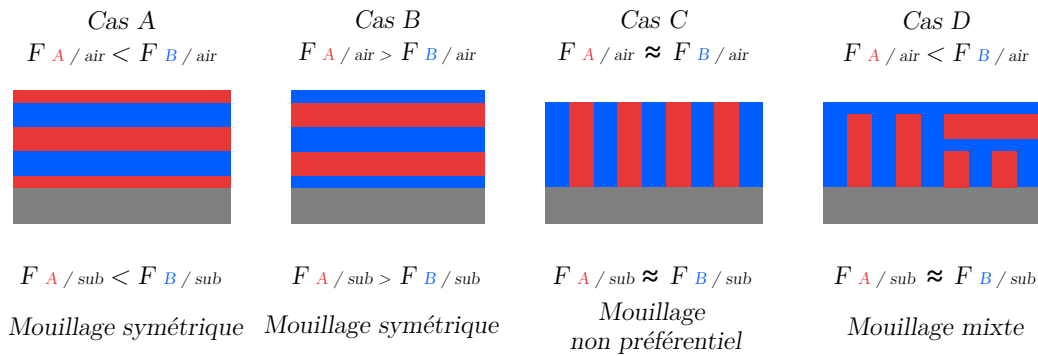 Cas A
F A / air < F B / air
Cas B
F A / air > F B / air
Cas C
F A / air ≈ F B / air
Cas D
F A / air < F B / air
F A / sub < F B / sub
Mouillage symétrique
F A / sub > F B / sub
Mouillage symétrique
F A / sub ≈ F B / sub
Mouillage
non préférentiel
F A / sub ≈ F B / sub
Mouillage mixte